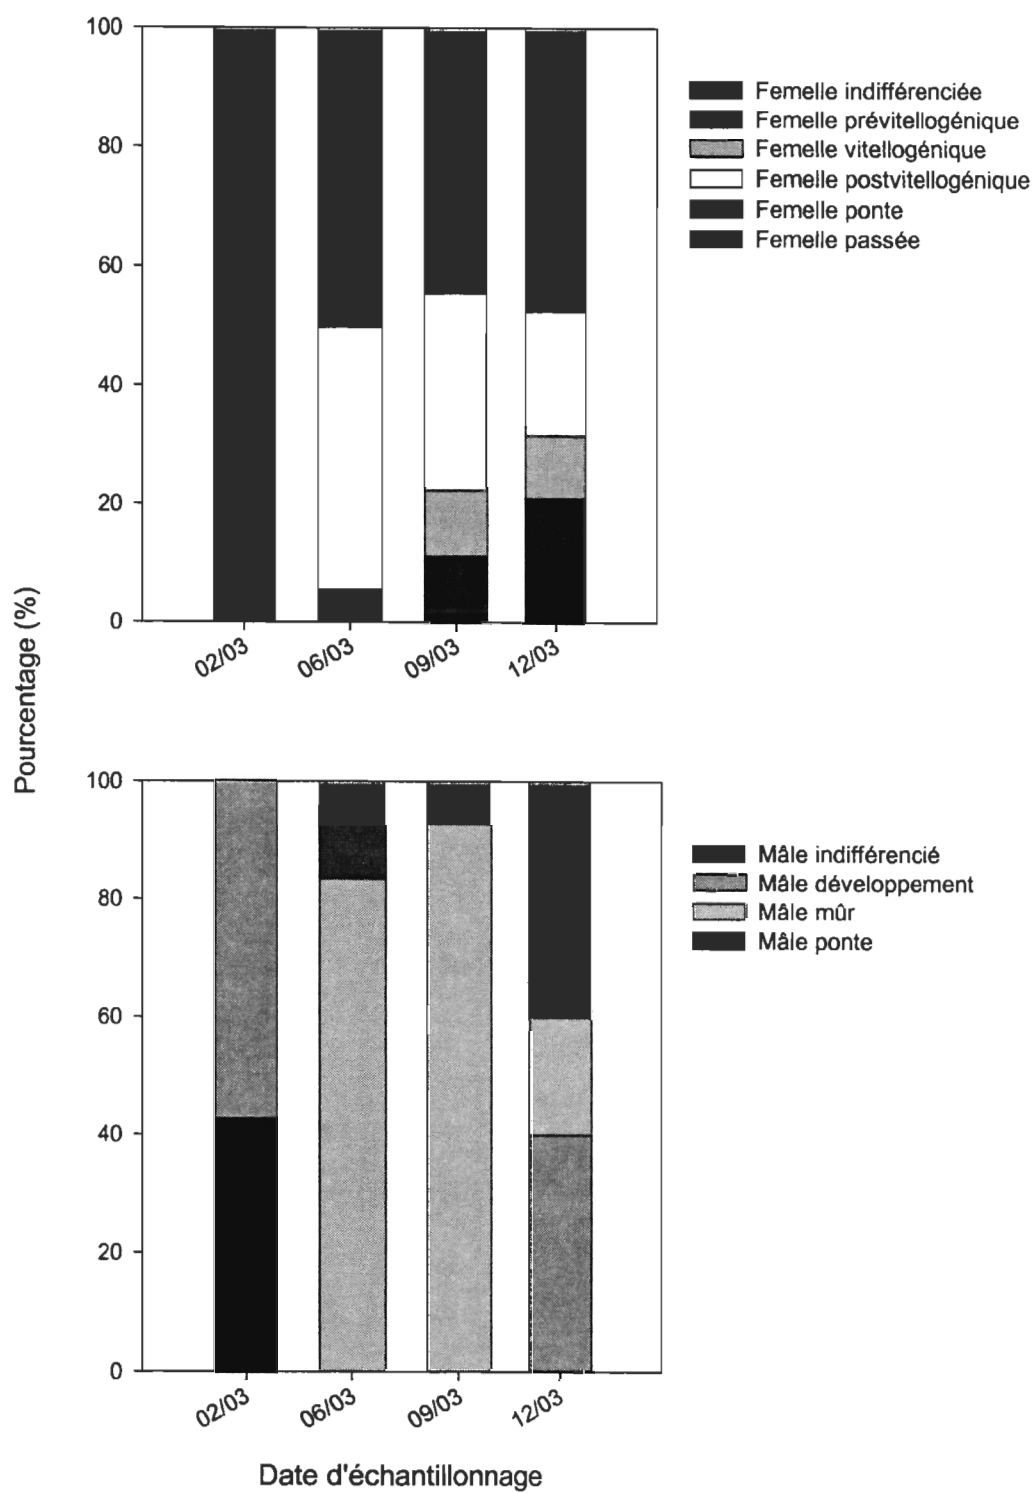 100
80
60
40
20
0
02/03
06/03
09/03
12/03
Femelle indifférenciée
Femelle prévitellogénique
Femelle vitellogénique
Femelle postvitellogénique
Femelle ponte
Femelle passée
Pourcentage (%)
100
80
60
40
20
0
02/03
06/03
09/03
12/03
Mâle indifférencié
Mâle développement
Mâle mûr
Mâle ponte
Date d'échantillonnage